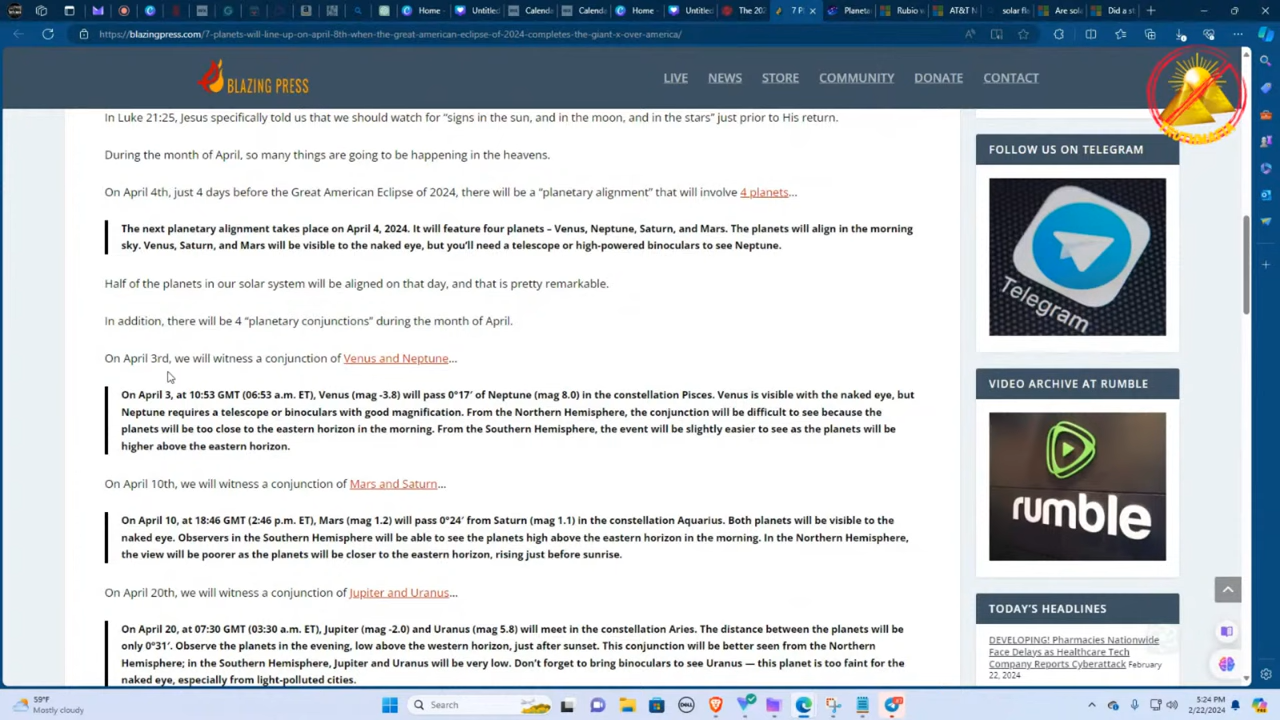 Home
Untitled
Calenda
Calenda
Home -
Untitled
The 202
7 P
Planeta
Rubio v
AT&T N
solar fl
Are sol
Did a s
https://blazingpress.com/7-planets-will-line-up-on-april-8th-when-the-great-american-eclipse-of-2024-completes-the-giant-x-over-america/
BLAZING PRESS
LIVE NEWS STORE COMMUNITY DONATE CONTACT
In Luke 21:25, Jesus specifically told us that we should watch for “signs in the sun, and in the moon, and in the stars” just prior to His return.
During the month of April, so many things are going to be happening in the heavens.
On April 4th, just 4 days before the Great American Eclipse of 2024, there will be a “planetary alignment” that will involve 4 planets…
The next planetary alignment takes place on April 4, 2024. It will feature four planets – Venus, Neptune, Saturn, and Mars. The planets will align in the morning
sky. Venus, Saturn, and Mars will be visible to the naked eye, but you’ll need a telescope or high-powered binoculars to see Neptune.
Half of the planets in our solar system will be aligned on that day, and that is pretty remarkable.
In addition, there will be 4 “planetary conjunctions” during the month of April.
On April 3rd, we will witness a conjunction of Venus and Neptune…
On April 3, at 10:53 GMT (06:53 a.m. ET), Venus (mag -3.8) will pass 0°17’ of Neptune (mag 8.0) in the constellation Pisces. Venus is visible with the naked eye, but
Neptune requires a telescope or binoculars with good magnification. From the Northern Hemisphere, the conjunction will be difficult to see because the
planets will be too close to the eastern horizon in the morning. From the Southern Hemisphere, the event will be slightly easier to see as the planets will be
higher above the eastern horizon.
On April 10th, we will witness a conjunction of Mars and Saturn…
On April 10, at 18:46 GMT (2:46 p.m. ET), Mars (mag 1.2) will pass 0°24’ from Saturn (mag 1.1) in the constellation Aquarius. Both planets will be visible to the
naked eye. Observers in the Southern Hemisphere will be able to see the planets high above the eastern horizon in the morning. In the Northern Hemisphere,
the view will be poorer as the planets will be closer to the eastern horizon, rising just before sunrise.
On April 20th, we will witness a conjunction of Jupiter and Uranus…
On April 20, at 07:30 GMT (03:30 a.m. ET), Jupiter (mag -2.0) and Uranus (mag 5.8) will meet in the constellation Aries. The distance between the planets will be
only 0°31’. Observe the planets in the evening, low above the western horizon, just after sunset. This conjunction will be better seen from the Northern
Hemisphere; in the Southern Hemisphere, Jupiter and Uranus will be very low. Don’t forget to bring binoculars to see Uranus — this planet is too faint for the
naked eye, especially from light-polluted cities.
FOLLOW US ON TELEGRAM
Telegram
VIDEO ARCHIVE AT RUMBLE
rumble
TODAY’S HEADLINES
DEVELOPING! Pharmacies Nationwide
Face Delays as Healthcare Tech
Company Reports Cyberattack February
22, 2024
59°F
Mostly cloudy
Search
DELL
5:24 PM
2/22/2024